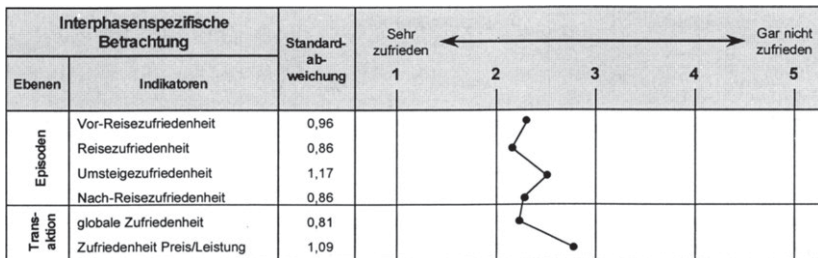 Interphasenspezifische
Betrachtung
Standard-
ab-
weichung
Sehr
zufrieden
Gar nicht
zufrieden
1 2 3 4 5
Ebenen Indikatoren
Episoden
Vor-Reisezufriedenheit 0,96
Reisezufriedenheit 0,86
Umsteigezufriedenheit 1,17
Nach-Reisezufriedenheit 0,86
Trans-
aktion
globale Zufriedenheit 0,81
Zufriedenheit Preis/Leistung 1,09